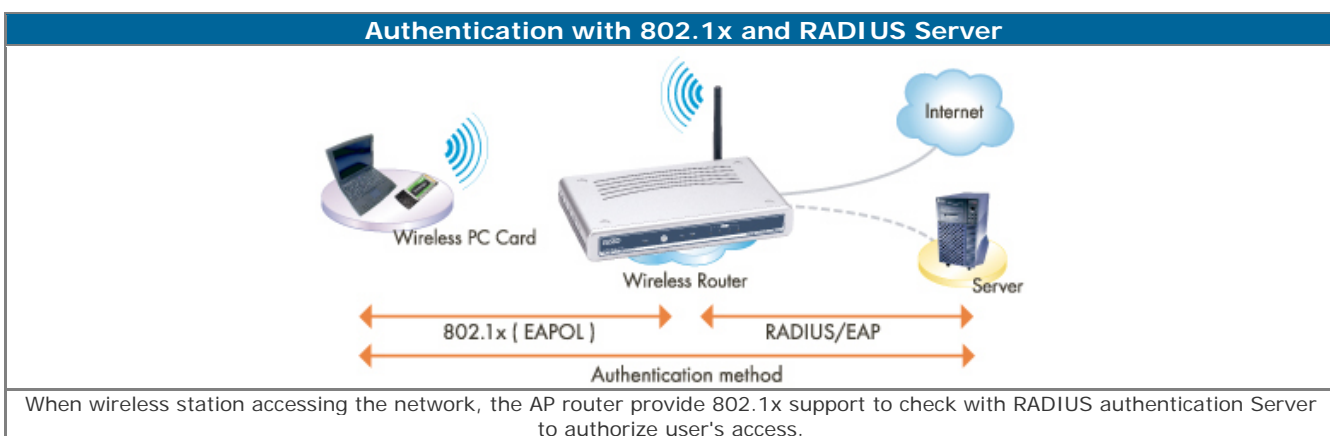 Authentication with 802.1x and RADIUS Server
Internet
Wireless PC Card
Wireless Router
Server
802.1x ( EAPOL )
RADIUS/EAP
Authentication method
When wireless station accessing the network, the AP router provide 802.1x support to check with RADIUS authentication Server
to authorize user's access.